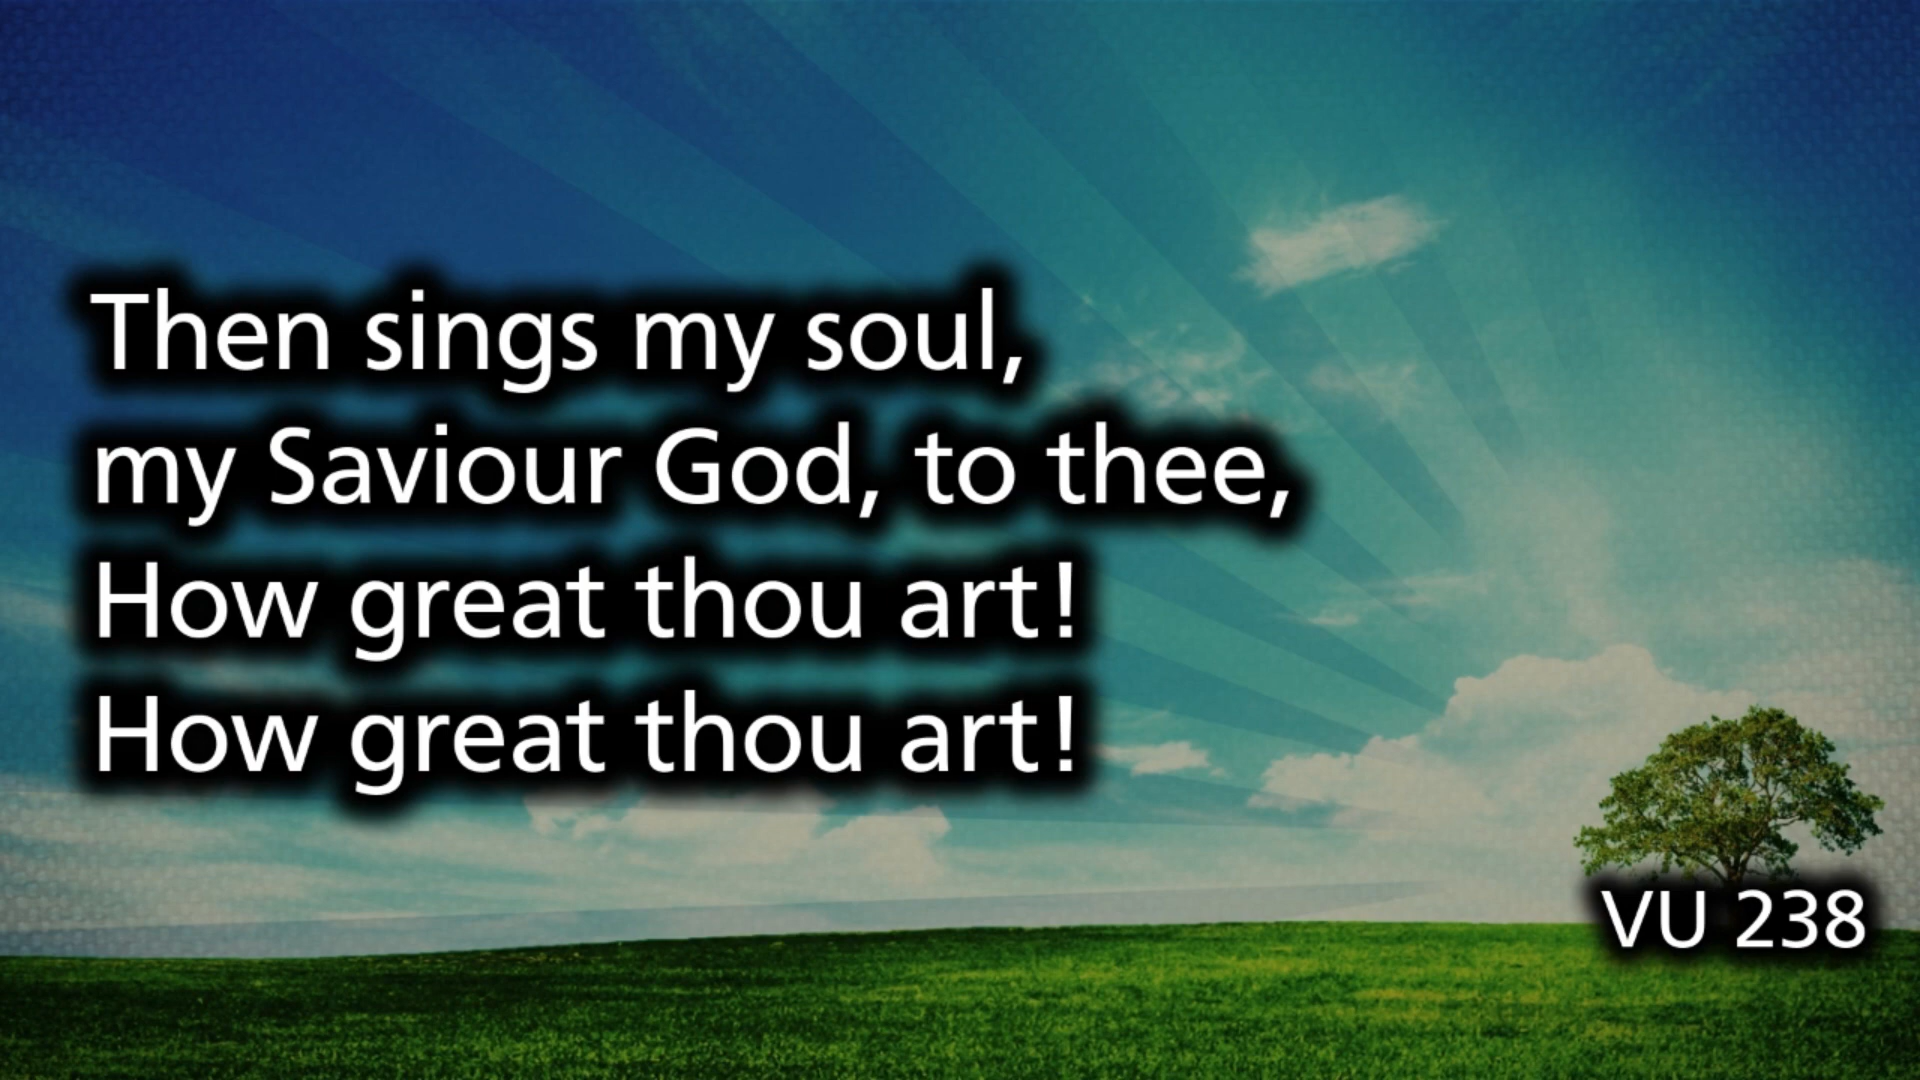 Then sings my soul,
my Saviour God, to thee,
How great thou art!
How great thou art!
VU 238